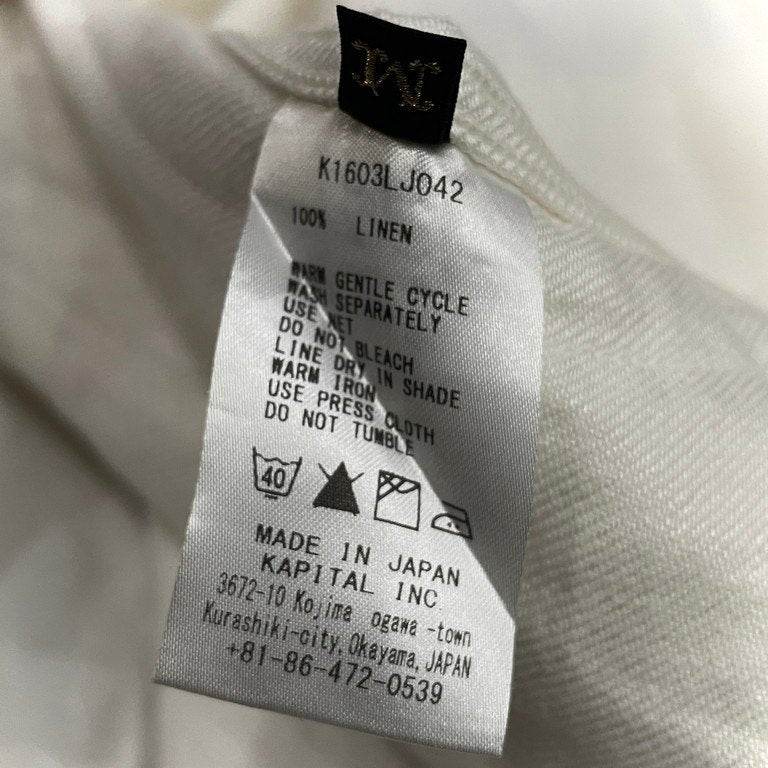 M
K1603LJ042
100% LINEN
WARM GENTLE CYCLE
WASH SEPARATELY
USE NET
DO NOT BLEACH
LINE DRY IN SHADE
WARM IRON
USE PRESS CLOTH
DO NOT TUMBLE
40
MADE IN JAPAN
KAPITAL INC
3672-10 Kojima ogawa-town
Kurashiki-city, Okayama, JAPAN
+81-86-472-0539